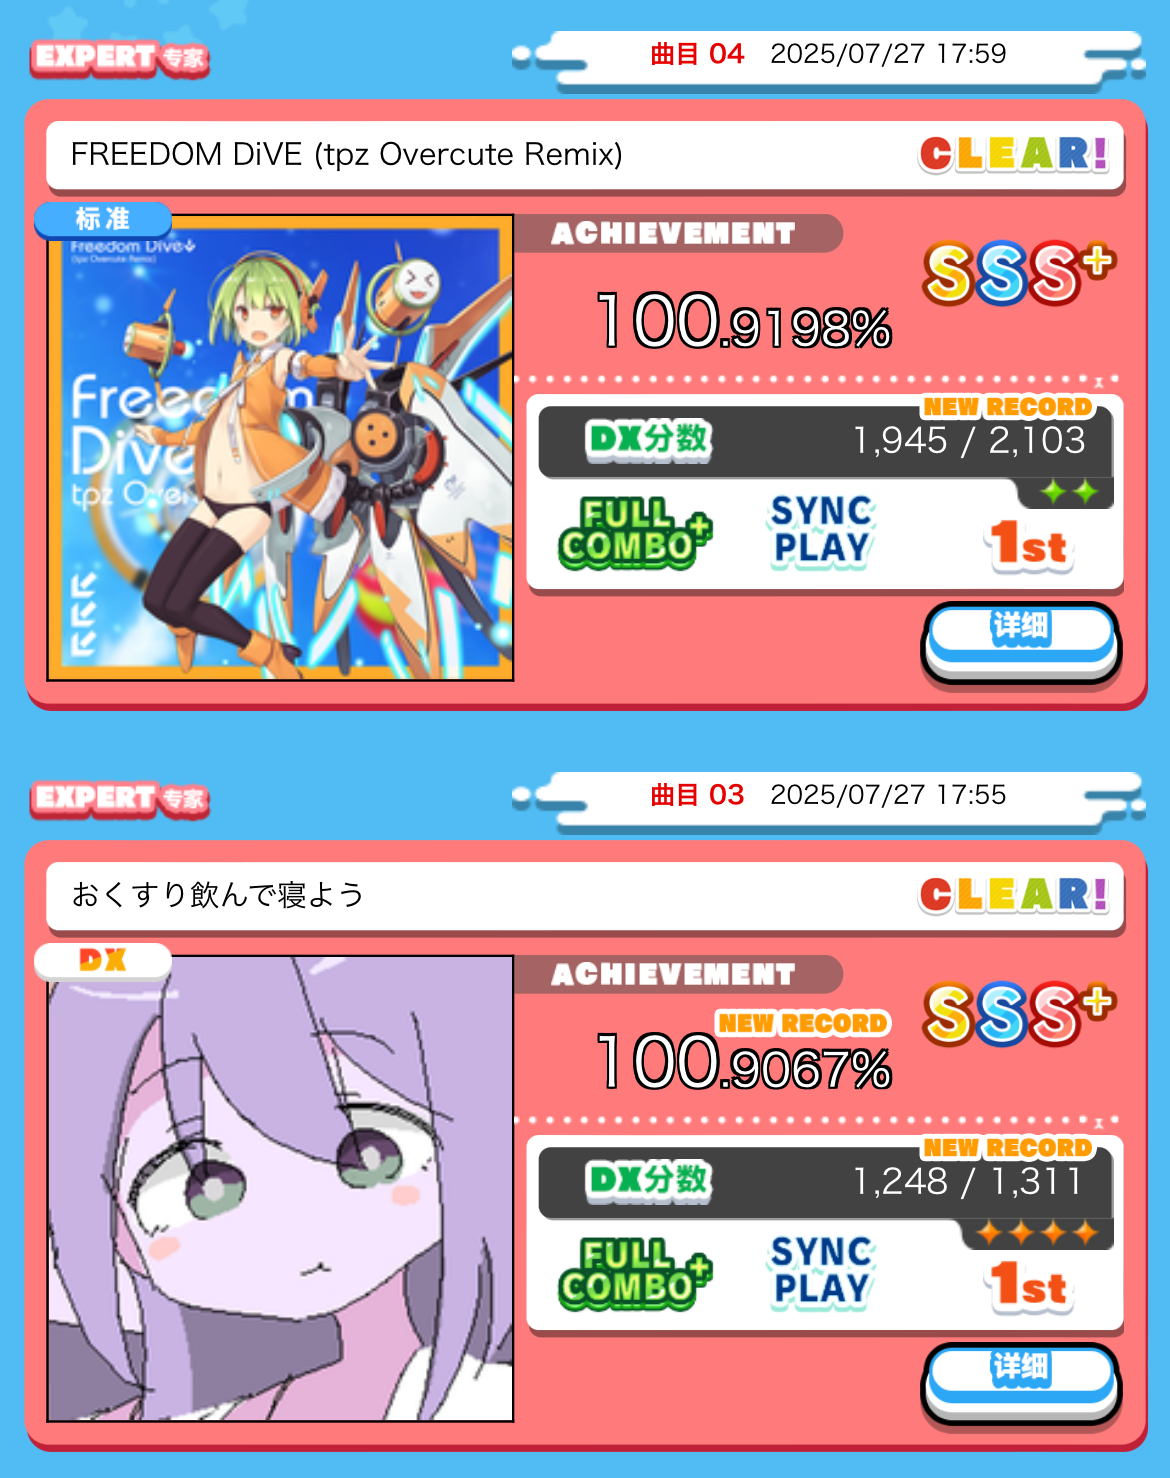 EXPERT 专家
曲目 04 2025/07/27 17:59
FREEDOM DiVE (tpz Overcute Remix)
CLEAR!
标准
Freedom Dive↓
(tpz Overcute Remix)
Freedom
Dive
tpz Over
ACHIEVEMENT
SSS+
100.9198%
NEW RECORD
DX分数 1,945 / 2,103
FULL COMBO+
SYNC PLAY
1st
详细
EXPERT 专家
曲目 03 2025/07/27 17:55
おくすり飲んで寝よう
CLEAR!
DX
ACHIEVEMENT
SSS+
NEW RECORD
100.9067%
NEW RECORD
DX分数 1,248 / 1,311
FULL COMBO+
SYNC PLAY
1st
详细